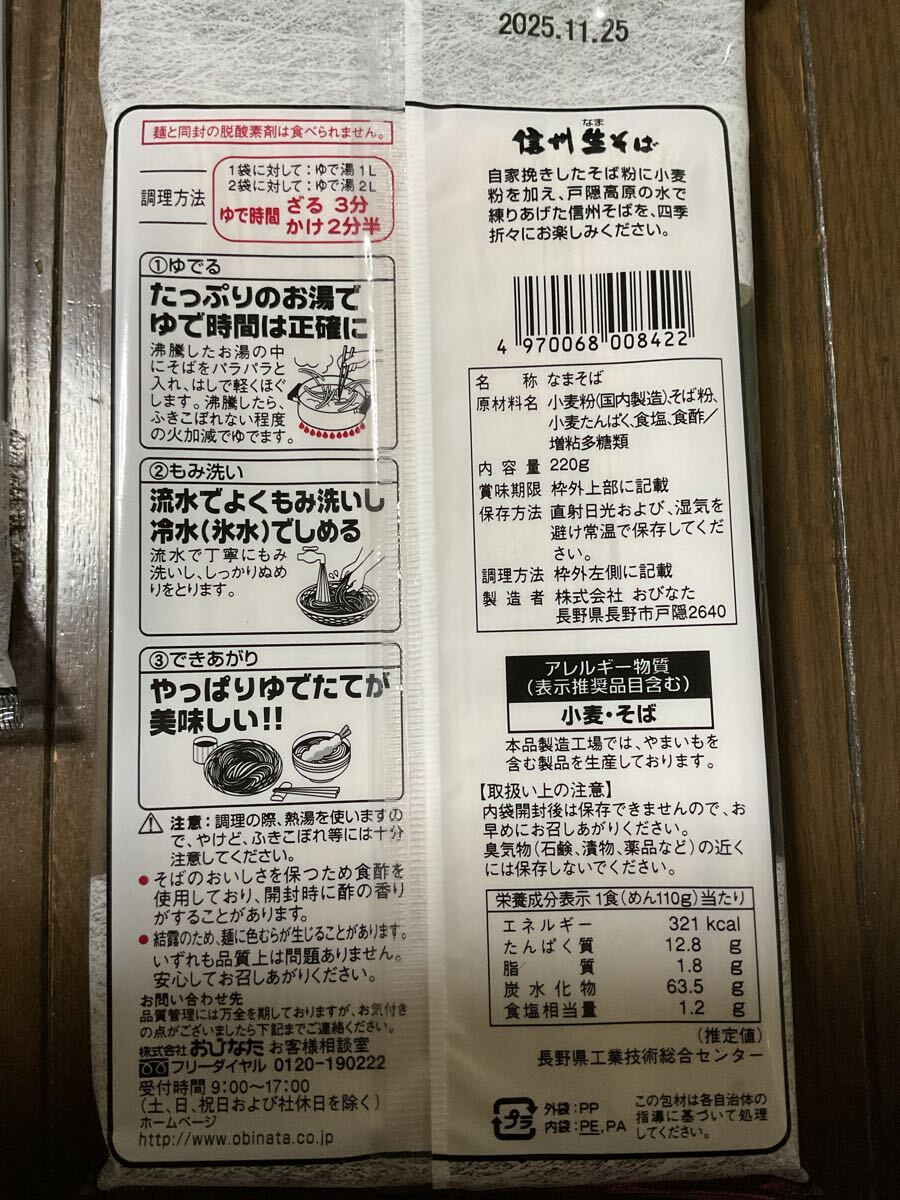 2025.11.25
麺と同封の脱酸素剤は食べられません。
調理方法
1袋に対して：ゆで湯1L
2袋に対して：ゆで湯2L
ゆで時間 ざる 3分
かけ 2分半
①ゆでる
たっぷりのお湯で
ゆで時間は正確に
沸騰したお湯の中
にそばをバラバラと
入れ、はしで軽くほぐ
します。沸騰したら、
ふきこぼれない程度
の火加減でゆでます。
②もみ洗い
流水でよくもみ洗いし
冷水(氷水)でしめる
流水で丁寧にもみ
洗いし、しっかりぬめ
りをとります。
③できあがり
やっぱりゆでたてが
美味しい!!
注意：調理の際、熱湯を使いますの
で、やけど、ふきこぼれ等には十分
注意してください。
●そばのおいしさを保つため食酢を
使用しており、開封時に酢の香り
がすることがあります。
●結露のため、麺に色むらが生じることがあります。
いずれも品質上は問題ありません。
安心してお召しあがりください。
お問い合わせ先
品質管理には万全を期しておりますが、お気付き
の点がございましたら下記までご連絡ください。
株式会社おびなた お客様相談室
フリーダイヤル 0120-190222
受付時間 9:00〜17:00
(土、日、祝日および社休日を除く)
ホームページ
http://www.obinata.co.jp
なま
信州生そば
自家挽きしたそば粉に小麦
粉を加え、戸隠高原の水で
練りあげた信州そばを、四季
折々にお楽しみください。
4 970068 008422
名称 なまそば
原材料名 小麦粉(国内製造)、そば粉、
小麦たんぱく、食塩、食酢／
増粘多糖類
内容量 220g
賞味期限 枠外上部に記載
保存方法 直射日光および、湿気を
避け常温で保存してくだ
さい。
調理方法 枠外左側に記載
製造者 株式会社 おびなた
長野県長野市戸隠2640
アレルギー物質
(表示推奨品目含む)
小麦・そば
本品製造工場では、やまいもを
含む製品を生産しております。
【取扱い上の注意】
内袋開封後は保存できませんので、お
早めにお召しあがりください。
臭気物(石鹸、漬物、薬品など)の近く
には保存しないでください。
栄養成分表示 1食(めん110g)当たり
エネルギー 321 kcal
たんぱく質 12.8 g
脂質 1.8 g
炭水化物 63.5 g
食塩相当量 1.2 g
(推定値)
長野県工業技術総合センター
プラ
外袋：PP
内袋：PE,PA
この包材は各自治体の
指導に基づいて処理
してください。